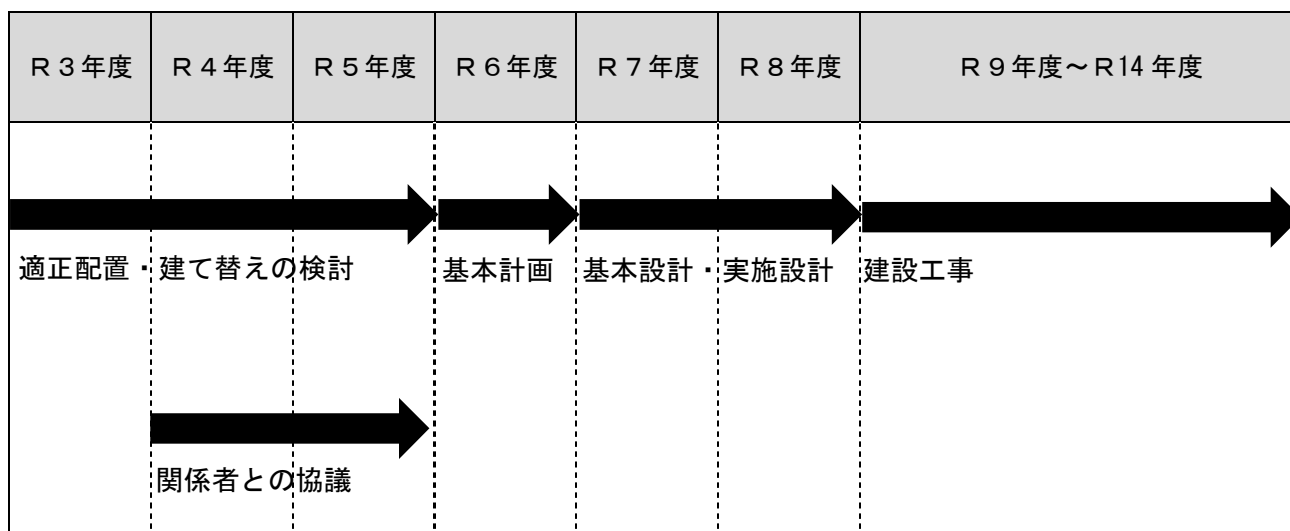 R3年度 R4年度 R5年度 R6年度 R7年度 R8年度 R9年度~R14年度
適正配置・建て替えの検討 基本計画 基本設計・実施設計 建設工事
関係者との協議